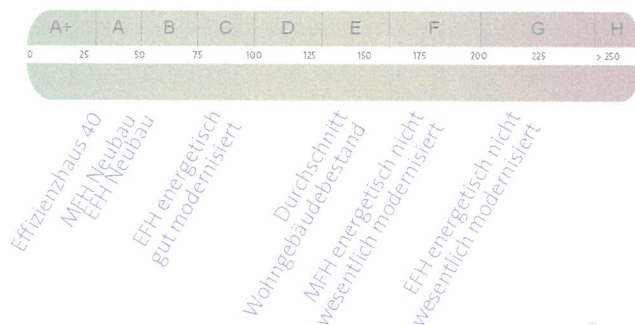 A+ A B C D E F G H
0 25 50 75 100 125 150 175 200 225 > 250
Effizienzhaus 40
MFH Neubau
EFH Neubau
EFH energetisch
gut modernisiert
Durchschnitt
Wohngebäudebestand
MFH energetisch nicht
wesentlich modernisiert
EFH energetisch nicht
wesentlich modernisiert